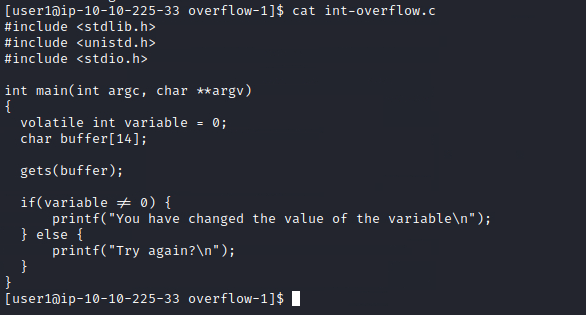 [user1@ip-10-10-225-33 overflow-1]$ cat int-overflow.c
#include <stdlib.h>
#include <unistd.h>
#include <stdio.h>

int main(int argc, char **argv)
{
  volatile int variable = 0;
  char buffer[14];

  gets(buffer);

  if(variable ≠ 0) {
      printf("You have changed the value of the variable\n");
  } else {
      printf("Try again?\n");
  }
}
[user1@ip-10-10-225-33 overflow-1]$